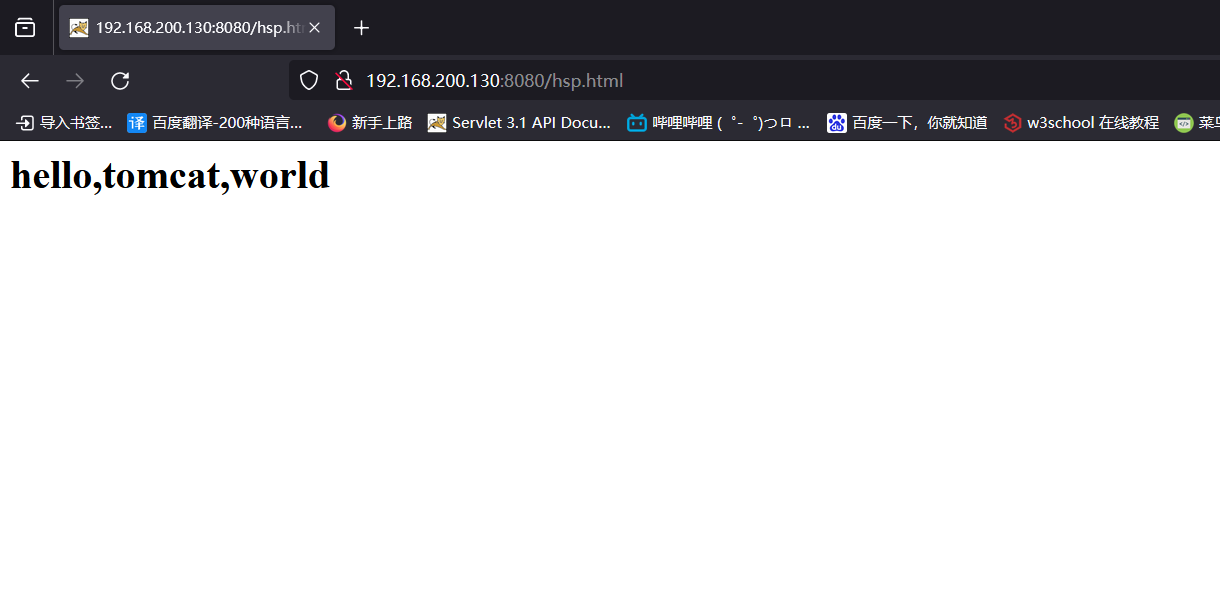 192.168.200.130:8080/hsp.ht
192.168.200.130:8080/hsp.html
导入书签... 译 百度翻译-200种语言... 新手上路 Servlet 3.1 API Docu... 哔哩哔哩 (゜-゜)つロ ... 百度一下，你就知道 w3school 在线教程 菜
hello,tomcat,world